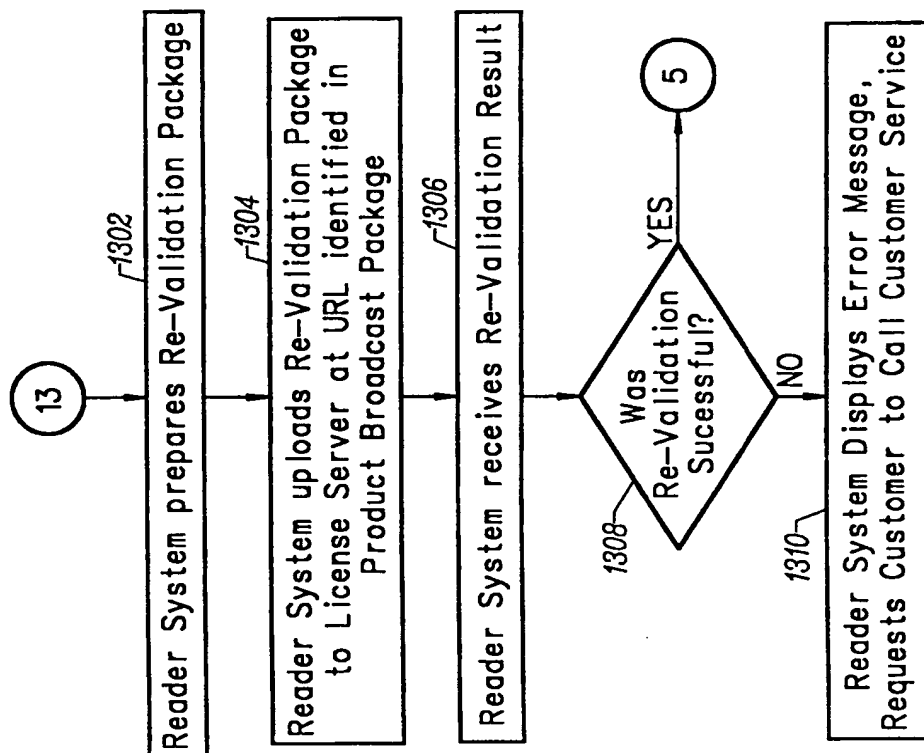 13
1302
Reader System prepares Re-Validation Package
1304
Reader System uploads Re-Validation Package
to License Server at URL identified in
Product Broadcast Package
1306
Reader System receives Re-Validation Result
1308
Was
Re-Validation
Sucessful?
YES
5
NO
1310
Reader System Displays Error Message,
Requests Customer to Call Customer Service